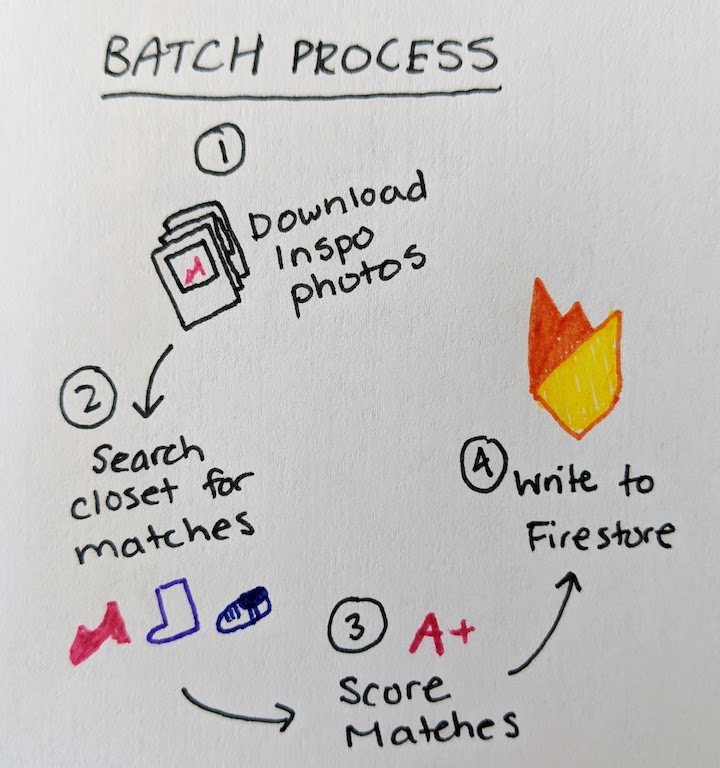 BATCH PROCESS
1
Download
Inspo
photos
2
Search
closet for
matches
3
A+
Score
Matches
4
Write to
Firestore